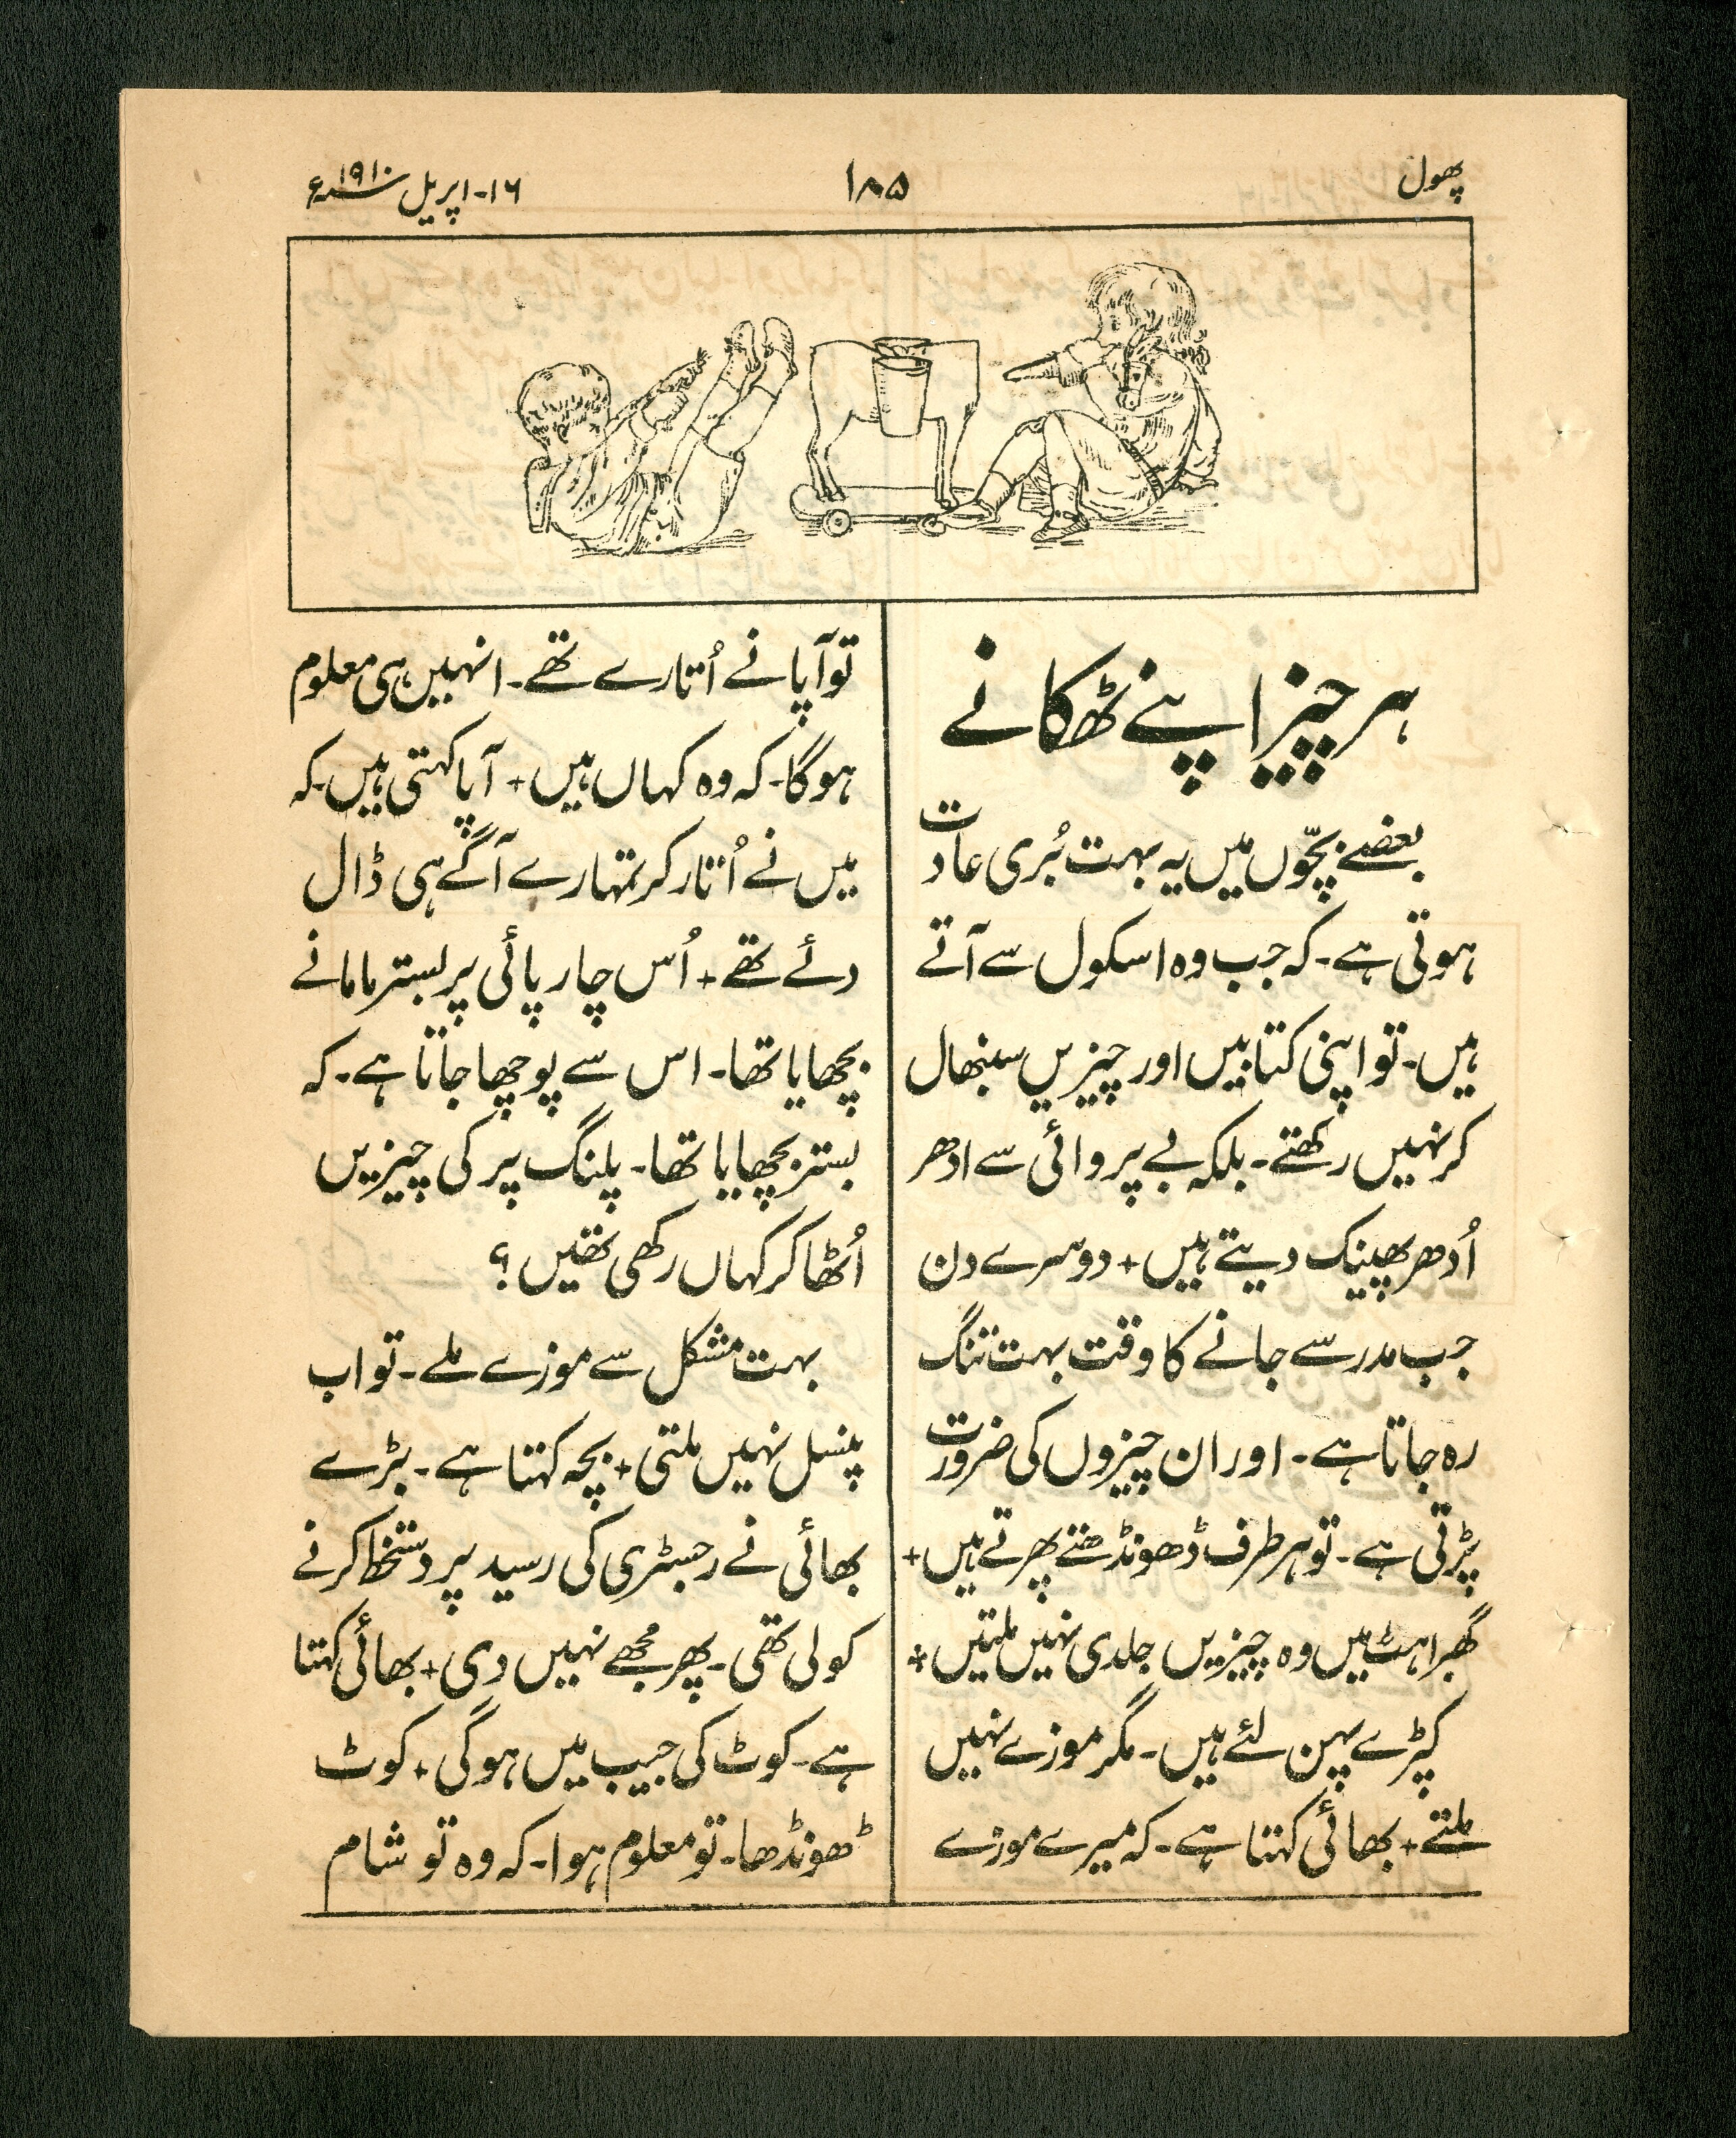 پھول
۱۸۵
۱۶-اپریل ۱۹۱۰ء
ہر چیز اپنے ٹھکانے
بعضے بچّوں میں یہ بہت بُری عادت
ہوتی ہے۔ کہ جب وہ اسکول سے آتے
ہیں۔ تو اپنی کتابیں اور چیزیں سنبھال
کر نہیں رکھتے۔ بلکہ بے پروائی سے ادھر
اُدھر پھینک دیتے ہیں+ دوسرے دن
جب مدرسے جانے کا وقت بہت تنگ
رہ جاتا ہے۔ اور ان چیزوں کی ضرورت
پڑتی ہے۔ تو ہر طرف ڈھونڈھتے پھرتے ہیں+
گھبراہٹ میں وہ چیزیں جلدی نہیں ملتیں+
کپڑے پہن لئے ہیں۔ مگر موزے نہیں
ملتے+ بھائی کہتا ہے۔ کہ میرے موزے
تو آپا نے اُتارے تھے۔ انہیں ہی معلوم
ہوگا۔ کہ وہ کہاں ہیں+ آپا کہتی ہیں۔ کہ
میں نے اُتار کر تمہارے آگے ہی ڈال
دئے تھے+ اُس چارپائی پر بستر ماما نے
بچھایا تھا۔ اس سے پوچھا جاتا ہے۔ کہ
بستر بچھایا تھا۔ پلنگ پر کی چیزیں
اُٹھا کر کہاں رکھی تھیں؟
بہت مشکل سے موزے ملے۔ تو اب
پنسل نہیں ملتی+ بچہ کہتا ہے۔ بڑے
بھائی نے رجسٹری کی رسید پر دستخط کرنے
کو لی تھی۔ پھر مجھے نہیں دی+ بھائی کہتا
ہے۔ کوٹ کی جیب میں ہوگی+ کوٹ
ڈھونڈھا۔ تو معلوم ہوا۔ کہ وہ تو شام